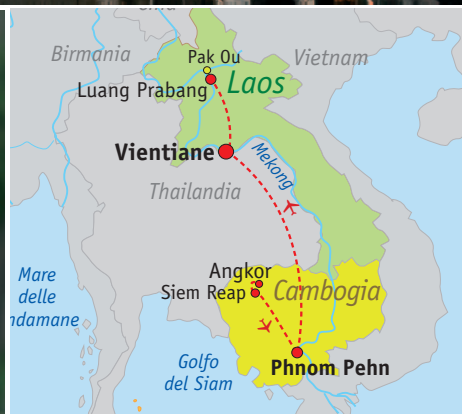 Birmania
Pak Ou
Vietnam
Luang Prabang
Laos
Vientiane
Mekong
Thailandia
Angkor
Siem Reap
Cambogia
Mare
delle
ndamane
Golfo
del Siam
Phnom Pehn